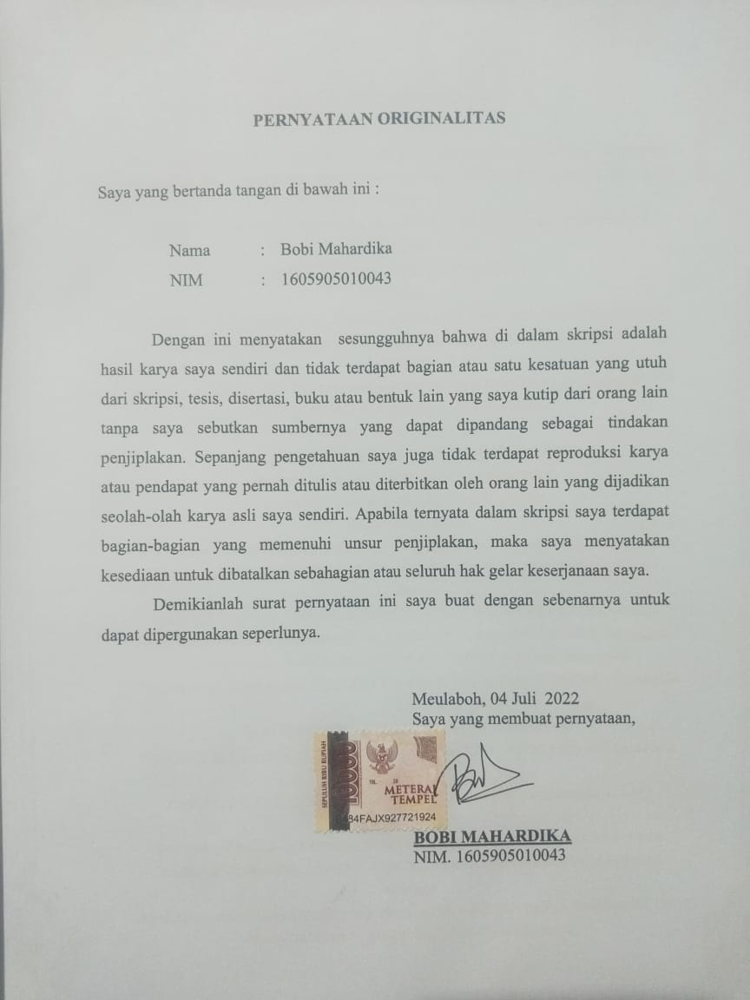 PERNYATAAN ORIGINALITAS
Saya yang bertanda tangan di bawah ini :
Nama : Bobi Mahardika
NIM : 1605905010043
Dengan ini menyatakan sesungguhnya bahwa di dalam skripsi adalah
hasil karya saya sendiri dan tidak terdapat bagian atau satu kesatuan yang utuh
dari skripsi, tesis, disertasi, buku atau bentuk lain yang saya kutip dari orang lain
tanpa saya sebutkan sumbernya yang dapat dipandang sebagai tindakan
penjiplakan. Sepanjang pengetahuan saya juga tidak terdapat reproduksi karya
atau pendapat yang pernah ditulis atau diterbitkan oleh orang lain yang dijadikan
seolah-olah karya asli saya sendiri. Apabila ternyata dalam skripsi saya terdapat
bagian-bagian yang memenuhi unsur penjiplakan, maka saya menyatakan
kesediaan untuk dibatalkan sebahagian atau seluruh hak gelar keserjanaan saya.
Demikianlah surat pernyataan ini saya buat dengan sebenarnya untuk
dapat dipergunakan seperlunya.
Meulaboh, 04 Juli 2022
Saya yang membuat pernyataan,
SEPULUH RIBU RUPIAH
10000
METERAI
TEMPEL
84FAJX927721924
BOBI MAHARDIKA
NIM. 1605905010043